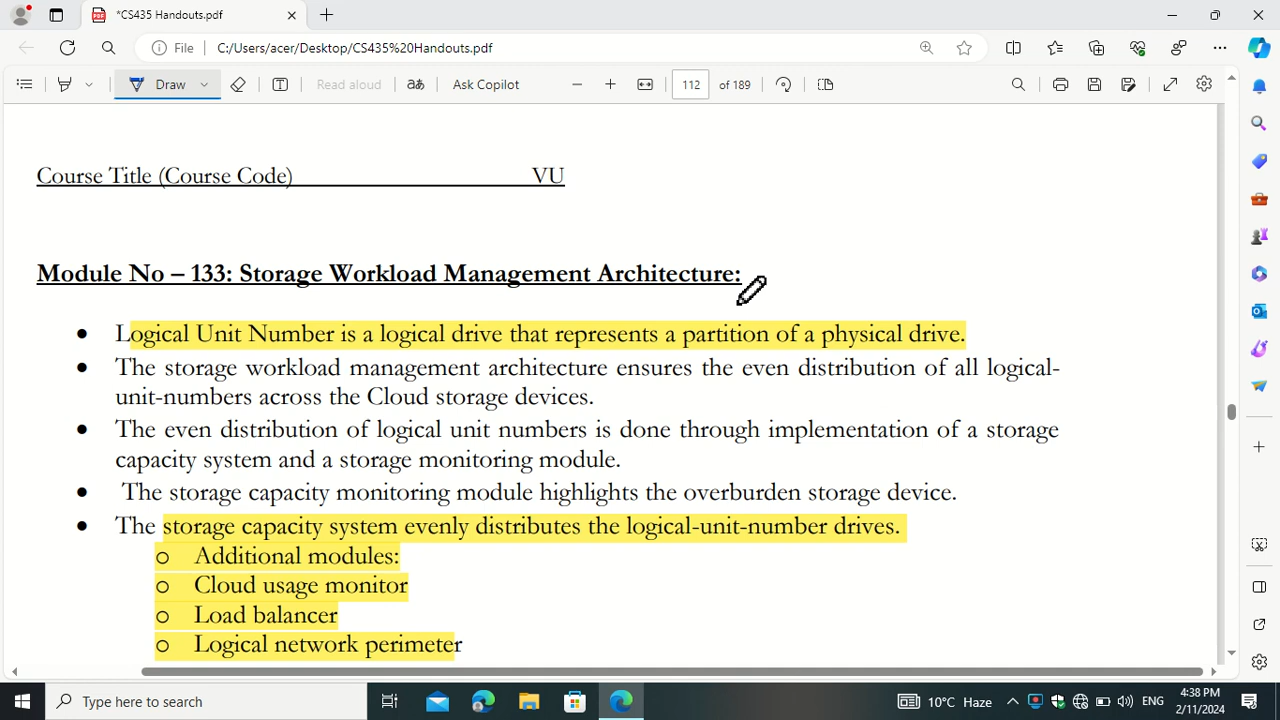 *CS435 Handouts.pdf
File C:/Users/acer/Desktop/CS435%20Handouts.pdf
Draw Read aloud aあ Ask Copilot 112 of 189
Course Title (Course Code) VU
Module No – 133: Storage Workload Management Architecture:
• Logical Unit Number is a logical drive that represents a partition of a physical drive.
• The storage workload management architecture ensures the even distribution of all logical-
unit-numbers across the Cloud storage devices.
• The even distribution of logical unit numbers is done through implementation of a storage
capacity system and a storage monitoring module.
• The storage capacity monitoring module highlights the overburden storage device.
• The storage capacity system evenly distributes the logical-unit-number drives.
o Additional modules:
o Cloud usage monitor
o Load balancer
o Logical network perimeter
Type here to search
10°C Haze
ENG
4:38 PM
2/11/2024